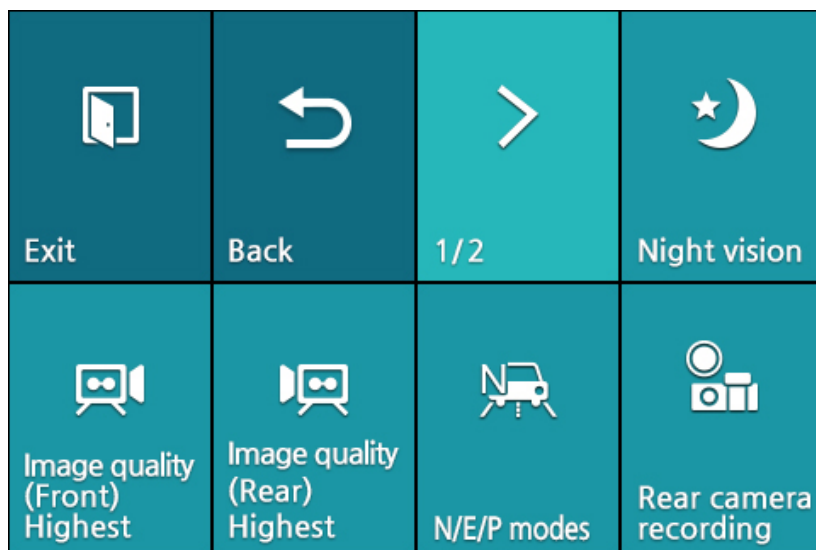 Exit
Back
1/2
Night vision
Image quality
(Front)
Highest
Image quality
(Rear)
Highest
N
N/E/P modes
Rear camera
recording